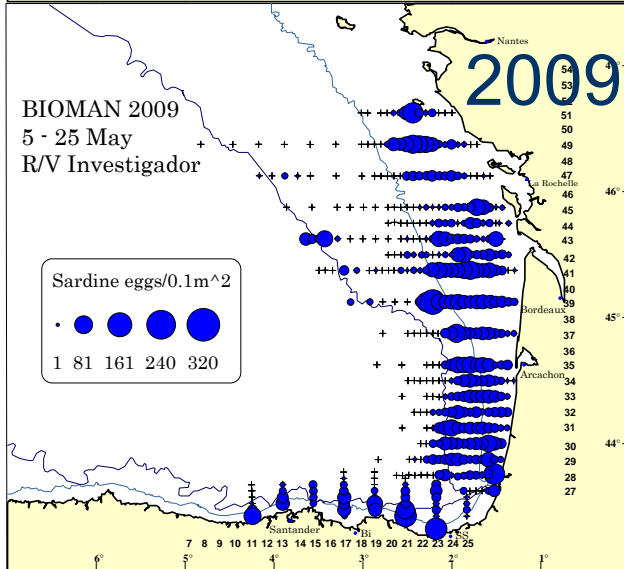 Nantes
2009
BIOMAN 2009
5 - 25 May
R/V Investigador
54
53
52
51
50
49
48
47
46
45
44
43
42
41
40
39
38
37
36
35
34
33
32
31
30
29
28
27
La Rochelle
46°
Sardine eggs/0.1m^2
1 81 161 240 320
Bordeaux
45°
Arcachon
44°
Santander
Bi
SS
7 8 9 10 11 12 13 14 15 16 17 18 19 20 21 22 23 24 25
6° 5° 4° 3° 2° 1°